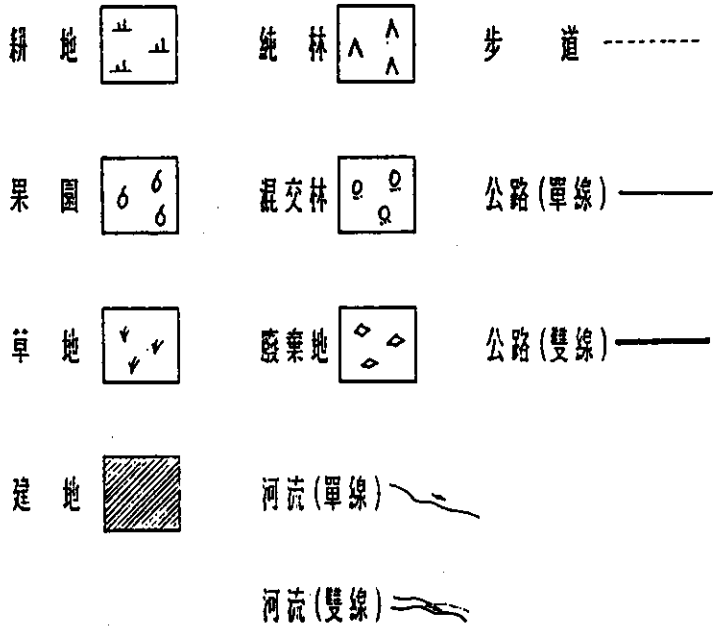 耕地 純林 步道
果園 混交林 公路(單線)
草地 廢棄地 公路(雙線)
建地 河流(單線)
河流(雙線)